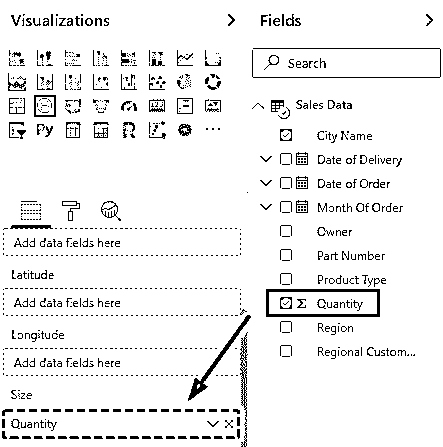 Visualizations
Py
R
Add data fields here
Latitude
Add data fields here
Longitude
Add data fields here
Size
Quantity
Fields
Search
Sales Data
City Name
Date of Delivery
Date of Order
Month Of Order
Owner
Part Number
Product Type
Σ Quantity
Region
Regional Custom...